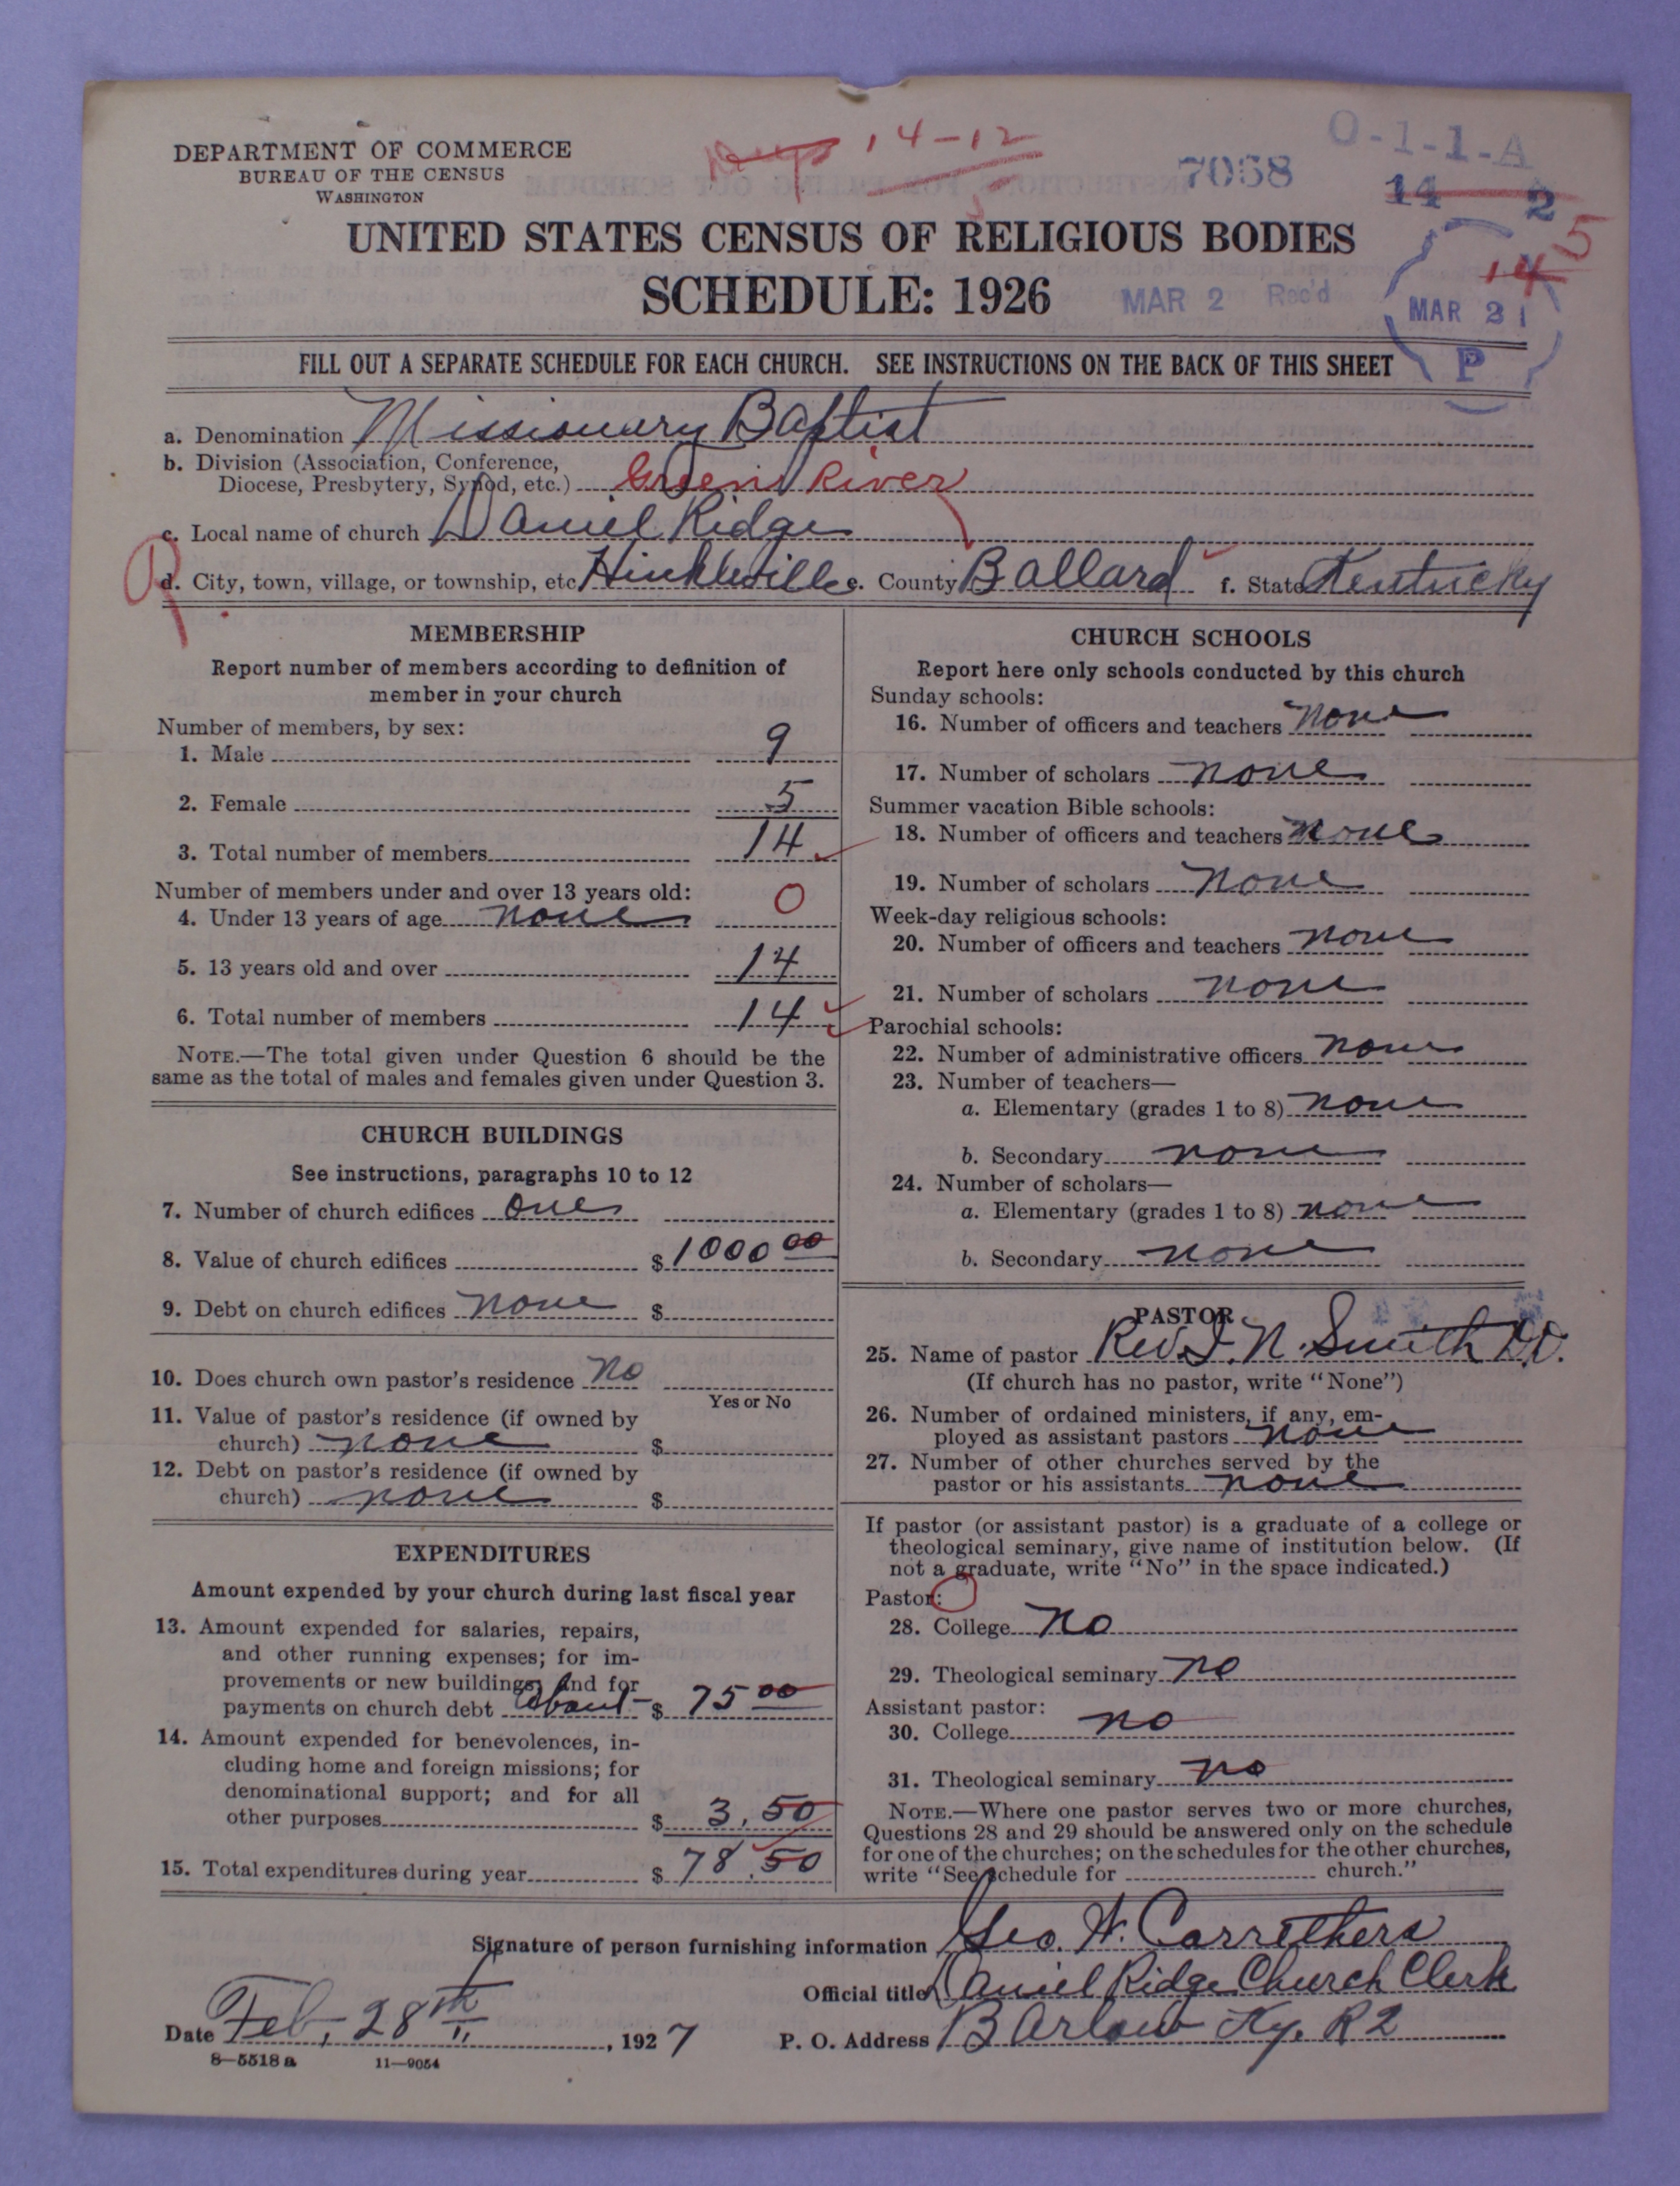 DEPARTMENT OF COMMERCE
BUREAU OF THE CENSUS
WASHINGTON
14-12
7068
O-1-1-A
14 2
5
14
UNITED STATES CENSUS OF RELIGIOUS BODIES
SCHEDULE: 1926
MAR 2 Rec'd
MAR 21
P
FILL OUT A SEPARATE SCHEDULE FOR EACH CHURCH. SEE INSTRUCTIONS ON THE BACK OF THIS SHEET
a. Denomination Missionary Baptist
b. Division (Association, Conference,
Diocese, Presbytery, Synod, etc.) Greens River
c. Local name of church Daniel Ridge
d. City, town, village, or township, etc Hinkleville e. County Ballard f. State Kentucky
MEMBERSHIP
Report number of members according to definition of
member in your church
Number of members, by sex:
1. Male 9
2. Female 5
3. Total number of members 14
Number of members under and over 13 years old:
4. Under 13 years of age none 0
5. 13 years old and over 14
6. Total number of members 14
NOTE.—The total given under Question 6 should be the
same as the total of males and females given under Question 3.
CHURCH BUILDINGS
See instructions, paragraphs 10 to 12
7. Number of church edifices one
8. Value of church edifices $ 1000 00
9. Debt on church edifices none $
10. Does church own pastor's residence no
Yes or No
11. Value of pastor's residence (if owned by
church) none $
12. Debt on pastor's residence (if owned by
church) none $
EXPENDITURES
Amount expended by your church during last fiscal year
13. Amount expended for salaries, repairs,
and other running expenses; for im-
provements or new buildings; and for
payments on church debt about $ 75 00
14. Amount expended for benevolences, in-
cluding home and foreign missions; for
denominational support; and for all
other purposes $ 3.50
15. Total expenditures during year $ 78.50
CHURCH SCHOOLS
Report here only schools conducted by this church
Sunday schools:
16. Number of officers and teachers none
17. Number of scholars none
Summer vacation Bible schools:
18. Number of officers and teachers none
19. Number of scholars none
Week-day religious schools:
20. Number of officers and teachers none
21. Number of scholars none
Parochial schools:
22. Number of administrative officers none
23. Number of teachers—
a. Elementary (grades 1 to 8) none
b. Secondary none
24. Number of scholars—
a. Elementary (grades 1 to 8) none
b. Secondary none
PASTOR
25. Name of pastor Rev. I. N. Smith D.D.
(If church has no pastor, write "None")
26. Number of ordained ministers, if any, em-
ployed as assistant pastors none
27. Number of other churches served by the
pastor or his assistants none
If pastor (or assistant pastor) is a graduate of a college or
theological seminary, give name of institution below. (If
not a graduate, write "No" in the space indicated.)
Pastor:
28. College no
29. Theological seminary no
Assistant pastor:
30. College no
31. Theological seminary no
NOTE.—Where one pastor serves two or more churches,
Questions 28 and 29 should be answered only on the schedule
for one of the churches; on the schedules for the other churches,
write "See schedule for church."
Signature of person furnishing information Geo. W. Carrethers
Official title Daniel Ridge Church Clerk
Date Feb, 28th, 1927
P. O. Address Barlow Ky. R2
8—5518 a 11—9054